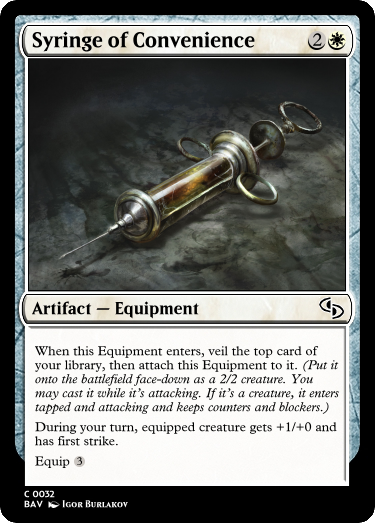 Syringe of Convenience 2
Artifact — Equipment
When this Equipment enters, veil the top card of
your library, then attach this Equipment to it. (Put it
onto the battlefield face-down as a 2/2 creature. You
may cast it while it's attacking. If it's a creature, it enters
tapped and attacking and keeps counters and blockers.)
During your turn, equipped creature gets +1/+0 and
has first strike.
Equip 3
C 0032
BAV Igor Burlakov